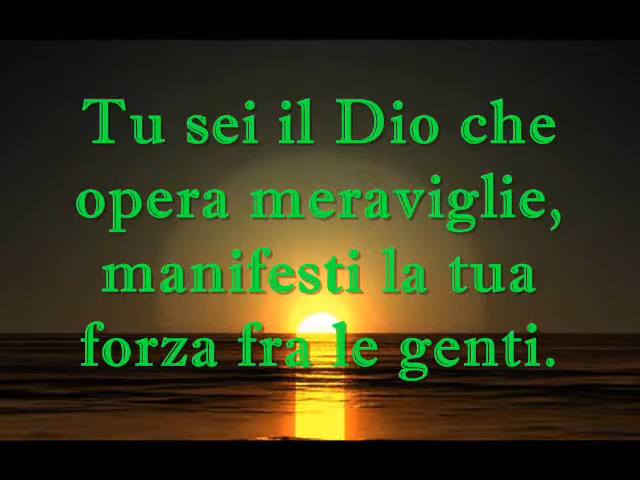 Tu sei il Dio che
opera meraviglie,
manifesti la tua
forza fra le genti.